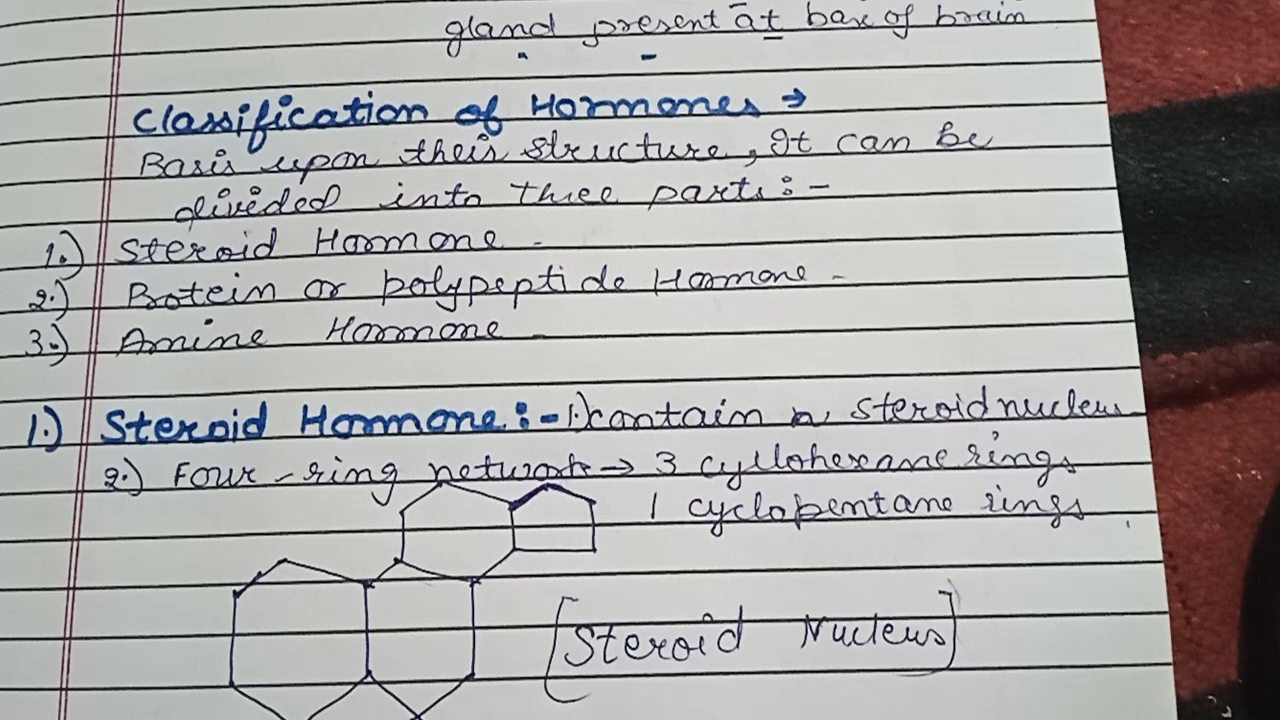 gland present at base of brain
Classification of Hormones →
Basis upon their structure, It can be
divided into three parts:-
1.) Steroid Hormone -
2.) Protein or polypeptide Hormone -
3.) Amine Hormone -
1.) Steroid Hormone:- 1.) contain a steroid nucleus
2.) Four-ring network → 3 cyclohexane rings
1 cyclopentane rings
[Steroid Nucleus]